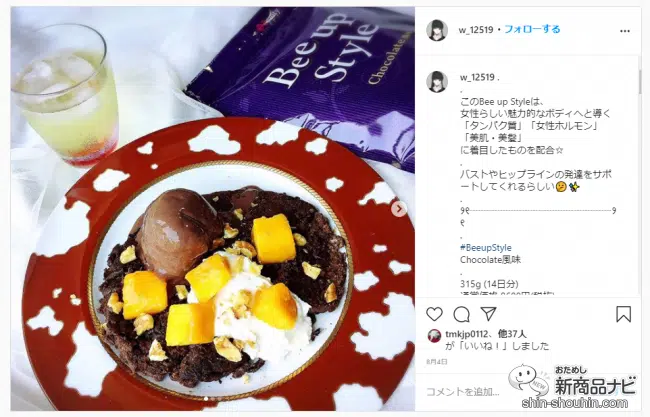 Bee up
Style
Chocolate
w_12519 • フォローする
w_12519 .
.
このBee up Styleは、
女性らしい魅力的なボディへと導く
「タンパク質」「女性ホルモン」
「美肌・美髪」
に着目したものを配合☆
.
バストやヒップラインの発達をサポ
ートしてくれるらしい
.
.
#BeeupStyle
Chocolate風味
.
315g (14日分)
tmkjp0112、他37人
が「いいね！」しました
8月4日
コメントを追加...
NEW
おためし
新商品ナビ
shin-shouhin.com